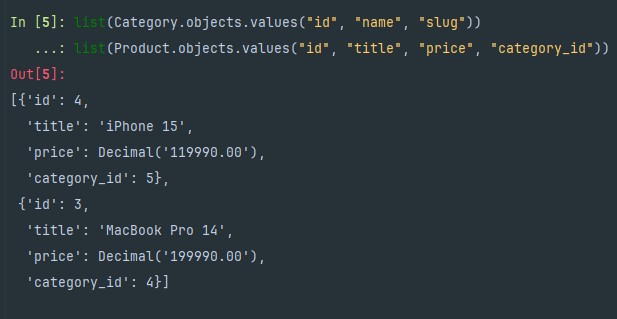 In [5]: list(Category.objects.values("id", "name", "slug"))
   ...: list(Product.objects.values("id", "title", "price", "category_id"))
Out[5]:
[{'id': 4,
  'title': 'iPhone 15',
  'price': Decimal('119990.00'),
  'category_id': 5},
 {'id': 3,
  'title': 'MacBook Pro 14',
  'price': Decimal('199990.00'),
  'category_id': 4}]